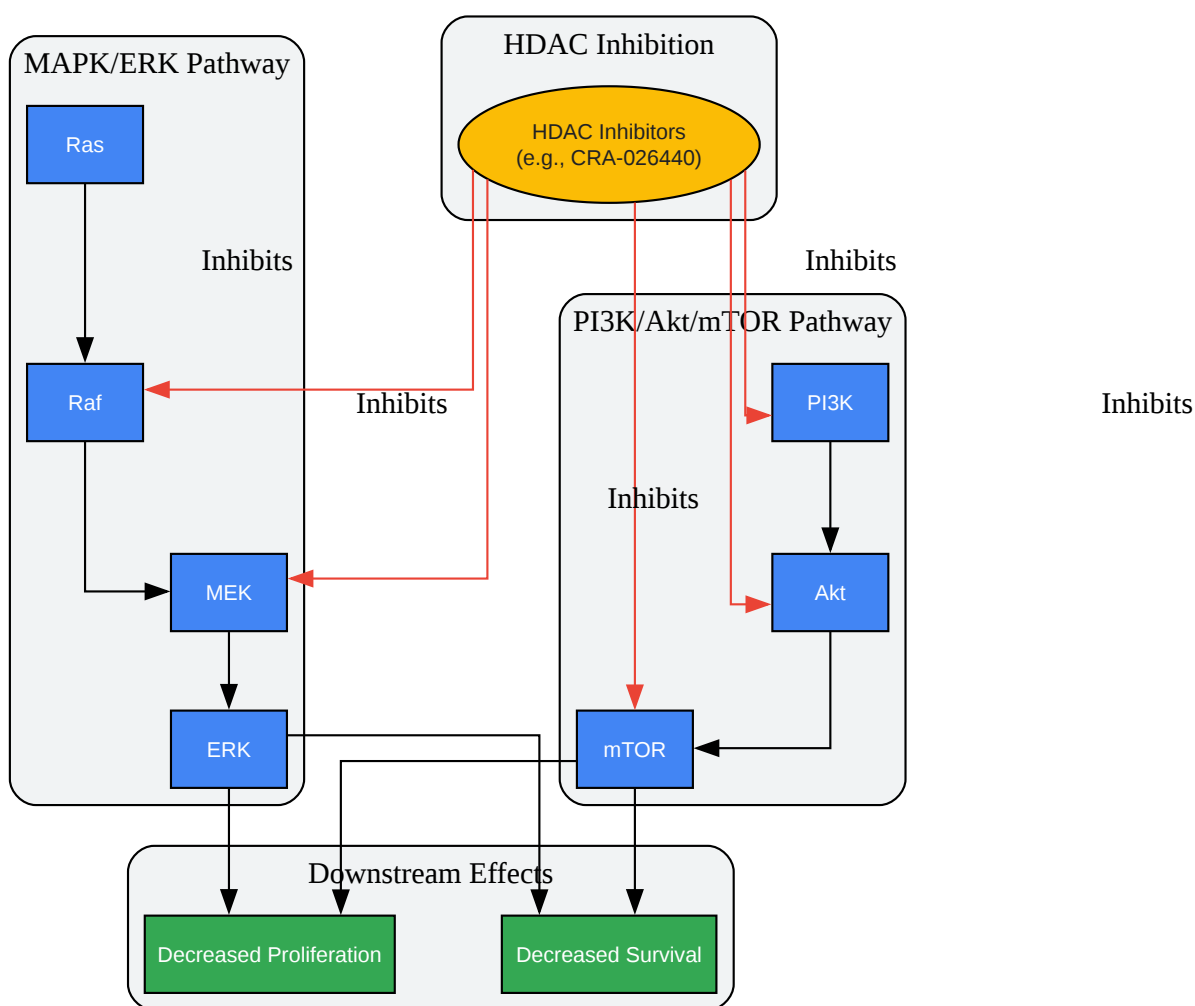 HDAC Inhibition
MAPK/ERK Pathway
HDAC Inhibitors
(e.g., CRA-026440)
Ras
Inhibits
Inhibits
PI3K/Akt/mTOR Pathway
Raf
Inhibits
PI3K
Inhibits
Inhibits
MEK
Akt
ERK
mTOR
Downstream Effects
Decreased Proliferation
Decreased Survival